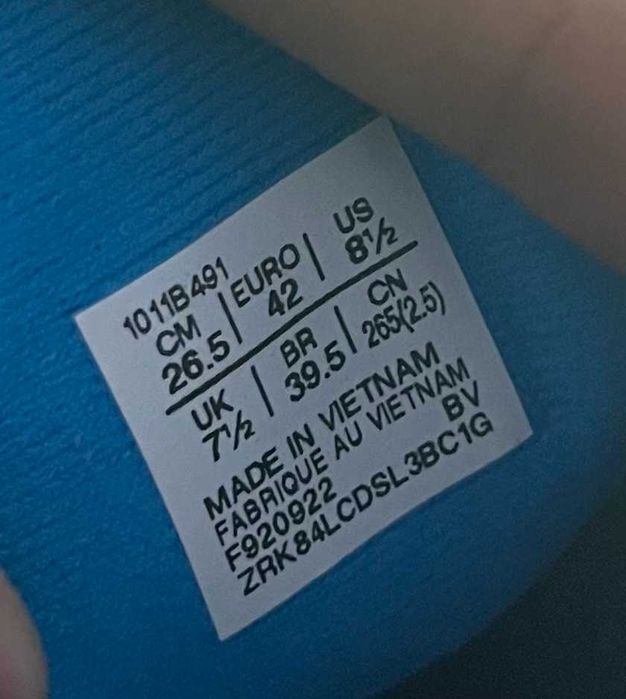 1011B491
CM | EURO | US
26.5 | 42 | 8½
UK | BR | CN
7½ | 39.5 | 265(2.5)
MADE IN VIETNAM
FABRIQUE AU VIETNAM
F920922 BV
ZRK84LCDSL3BC1G